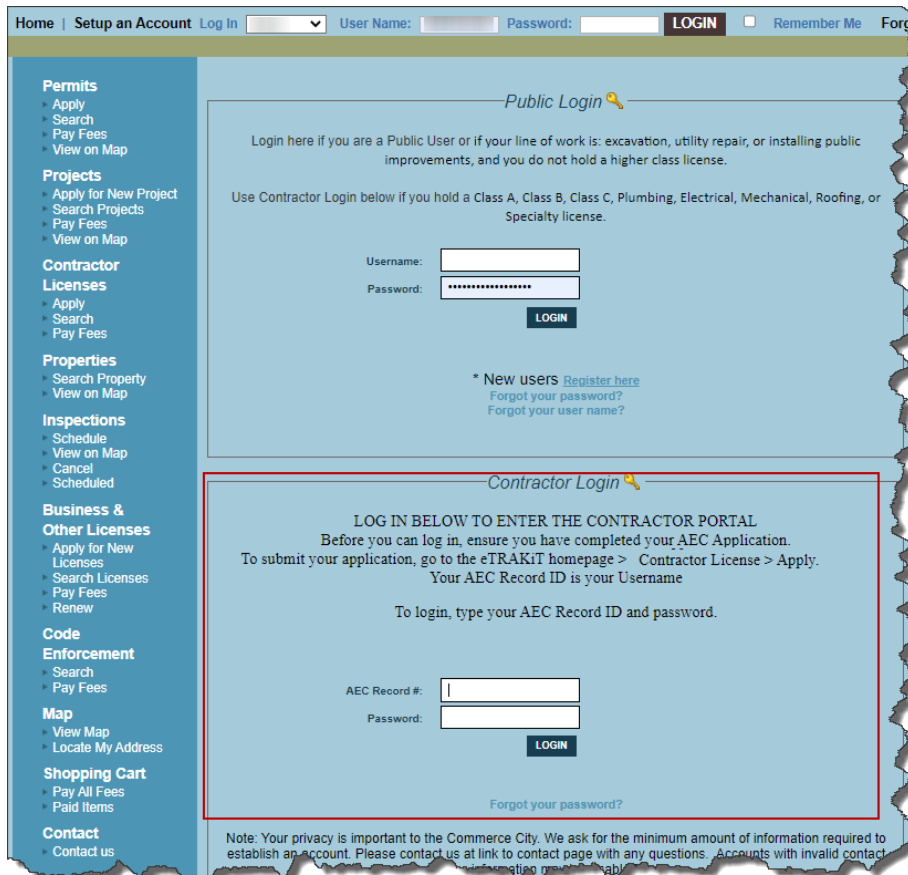 Home | Setup an Account Log In User Name: Password: LOGIN Remember Me Forg
Permits
Apply
Search
Pay Fees
View on Map
Projects
Apply for New Project
Search Projects
Pay Fees
View on Map
Contractor
Licenses
Apply
Search
Pay Fees
Properties
Search Property
View on Map
Inspections
Schedule
View on Map
Cancel
Scheduled
Business &
Other Licenses
Apply for New
Licenses
Search Licenses
Pay Fees
Renew
Code
Enforcement
Search
Pay Fees
Map
View Map
Locate My Address
Shopping Cart
Pay All Fees
Paid Items
Contact
Contact us
Public Login
Login here if you are a Public User or if your line of work is: excavation, utility repair, or installing public
improvements, and you do not hold a higher class license.
Use Contractor Login below if you hold a Class A, Class B, Class C, Plumbing, Electrical, Mechanical, Roofing, or
Specialty license.
Username:
Password: ••••••••••••••••••
LOGIN
* New users Register here
Forgot your password?
Forgot your user name?
Contractor Login
LOG IN BELOW TO ENTER THE CONTRACTOR PORTAL
Before you can log in, ensure you have completed your AEC Application.
To submit your application, go to the eTRAKiT homepage > Contractor License > Apply.
Your AEC Record ID is your Username
To login, type your AEC Record ID and password.
AEC Record #:
Password:
LOGIN
Forgot your password?
Note: Your privacy is important to the Commerce City. We ask for the minimum amount of information required to
establish an account. Please contact us at link to contact page with any questions. Accounts with invalid contact